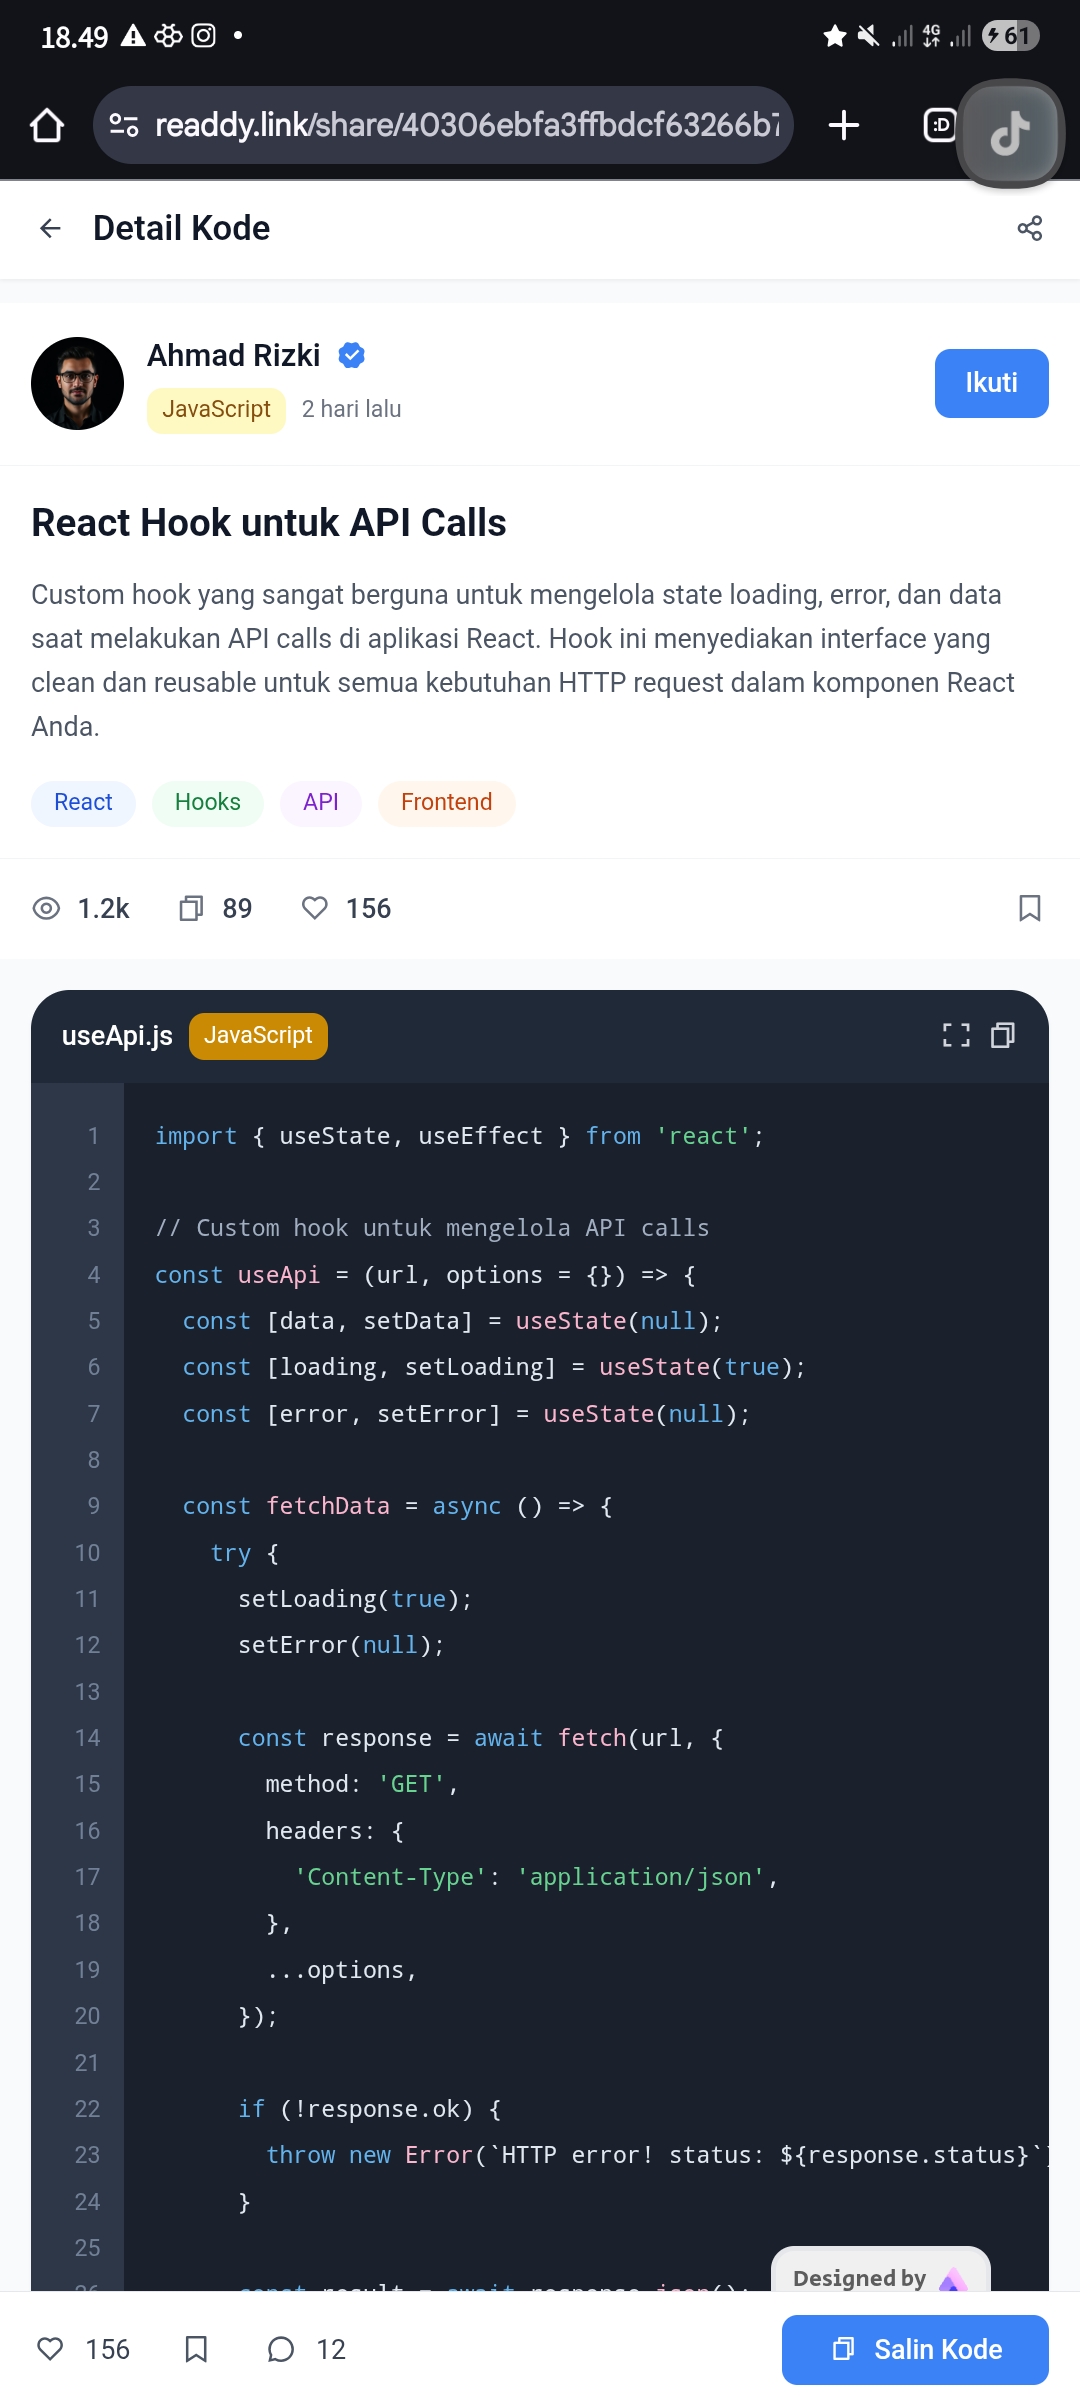 18.49
4G
61
readdy.link/share/40306ebfa3ffbdcf63266b7
:D
Detail Kode
Ahmad Rizki
JavaScript 2 hari lalu
Ikuti
React Hook untuk API Calls
Custom hook yang sangat berguna untuk mengelola state loading, error, dan data
saat melakukan API calls di aplikasi React. Hook ini menyediakan interface yang
clean dan reusable untuk semua kebutuhan HTTP request dalam komponen React
Anda.
React Hooks API Frontend
1.2k 89 156
useApi.js JavaScript
1 import { useState, useEffect } from 'react';
2
3 // Custom hook untuk mengelola API calls
4 const useApi = (url, options = {}) => {
5   const [data, setData] = useState(null);
6   const [loading, setLoading] = useState(true);
7   const [error, setError] = useState(null);
8
9   const fetchData = async () => {
10     try {
11       setLoading(true);
12       setError(null);
13
14       const response = await fetch(url, {
15         method: 'GET',
16         headers: {
17           'Content-Type': 'application/json',
18         },
19         ...options,
20       });
21
22       if (!response.ok) {
23         throw new Error(`HTTP error! status: ${response.status}`
24       }
25
26       const result = await response.json();
Designed by
156 12
Salin Kode